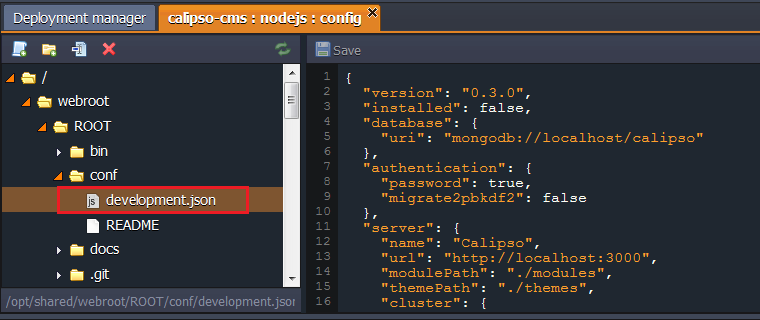 Deployment manager
calipso-cms : nodejs : config
Save
/
webroot
ROOT
bin
conf
js development.json
README
docs
.git
/opt/shared/webroot/ROOT/conf/development.json
1 {
2 "version": "0.3.0",
3 "installed": false,
4 "database": {
5 "uri": "mongodb://localhost/calipso"
6 },
7 "authentication": {
8 "password": true,
9 "migrate2pbkdf2": false
10 },
11 "server": {
12 "name": "Calipso",
13 "url": "http://localhost:3000",
14 "modulePath": "./modules",
15 "themePath": "./themes",
16 "cluster": {